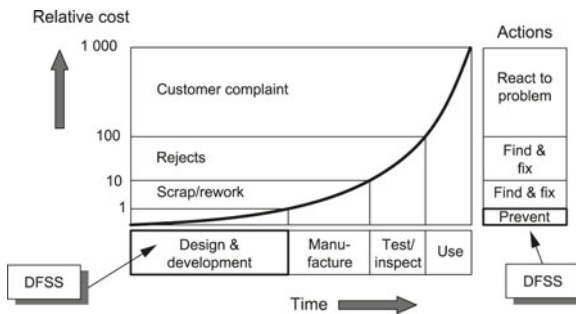 Relative cost
Actions
1 000
Customer complaint
React to
problem
100
Rejects
Find &
fix
10
Scrap/rework
Find & fix
1
Prevent
Design &
development
Manu-
facture
Test/
inspect
Use
DFSS
DFSS
Time